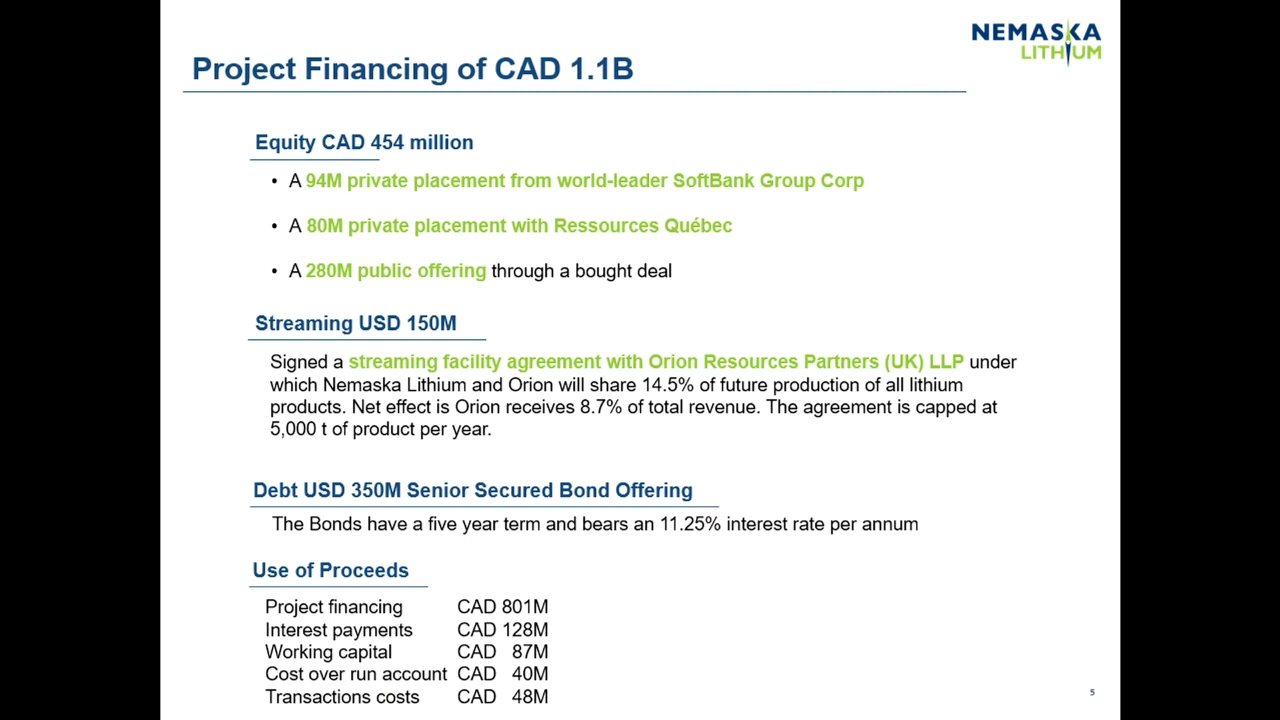 NEMASKA
LITHIUM
Project Financing of CAD 1.1B
Equity CAD 454 million
• A 94M private placement from world-leader SoftBank Group Corp
• A 80M private placement with Ressources Québec
• A 280M public offering through a bought deal
Streaming USD 150M
Signed a streaming facility agreement with Orion Resources Partners (UK) LLP under
which Nemaska Lithium and Orion will share 14.5% of future production of all lithium
products. Net effect is Orion receives 8.7% of total revenue. The agreement is capped at
5,000 t of product per year.
Debt USD 350M Senior Secured Bond Offering
The Bonds have a five year term and bears an 11.25% interest rate per annum
Use of Proceeds
Project financing CAD 801M
Interest payments CAD 128M
Working capital CAD 87M
Cost over run account CAD 40M
Transactions costs CAD 48M
5